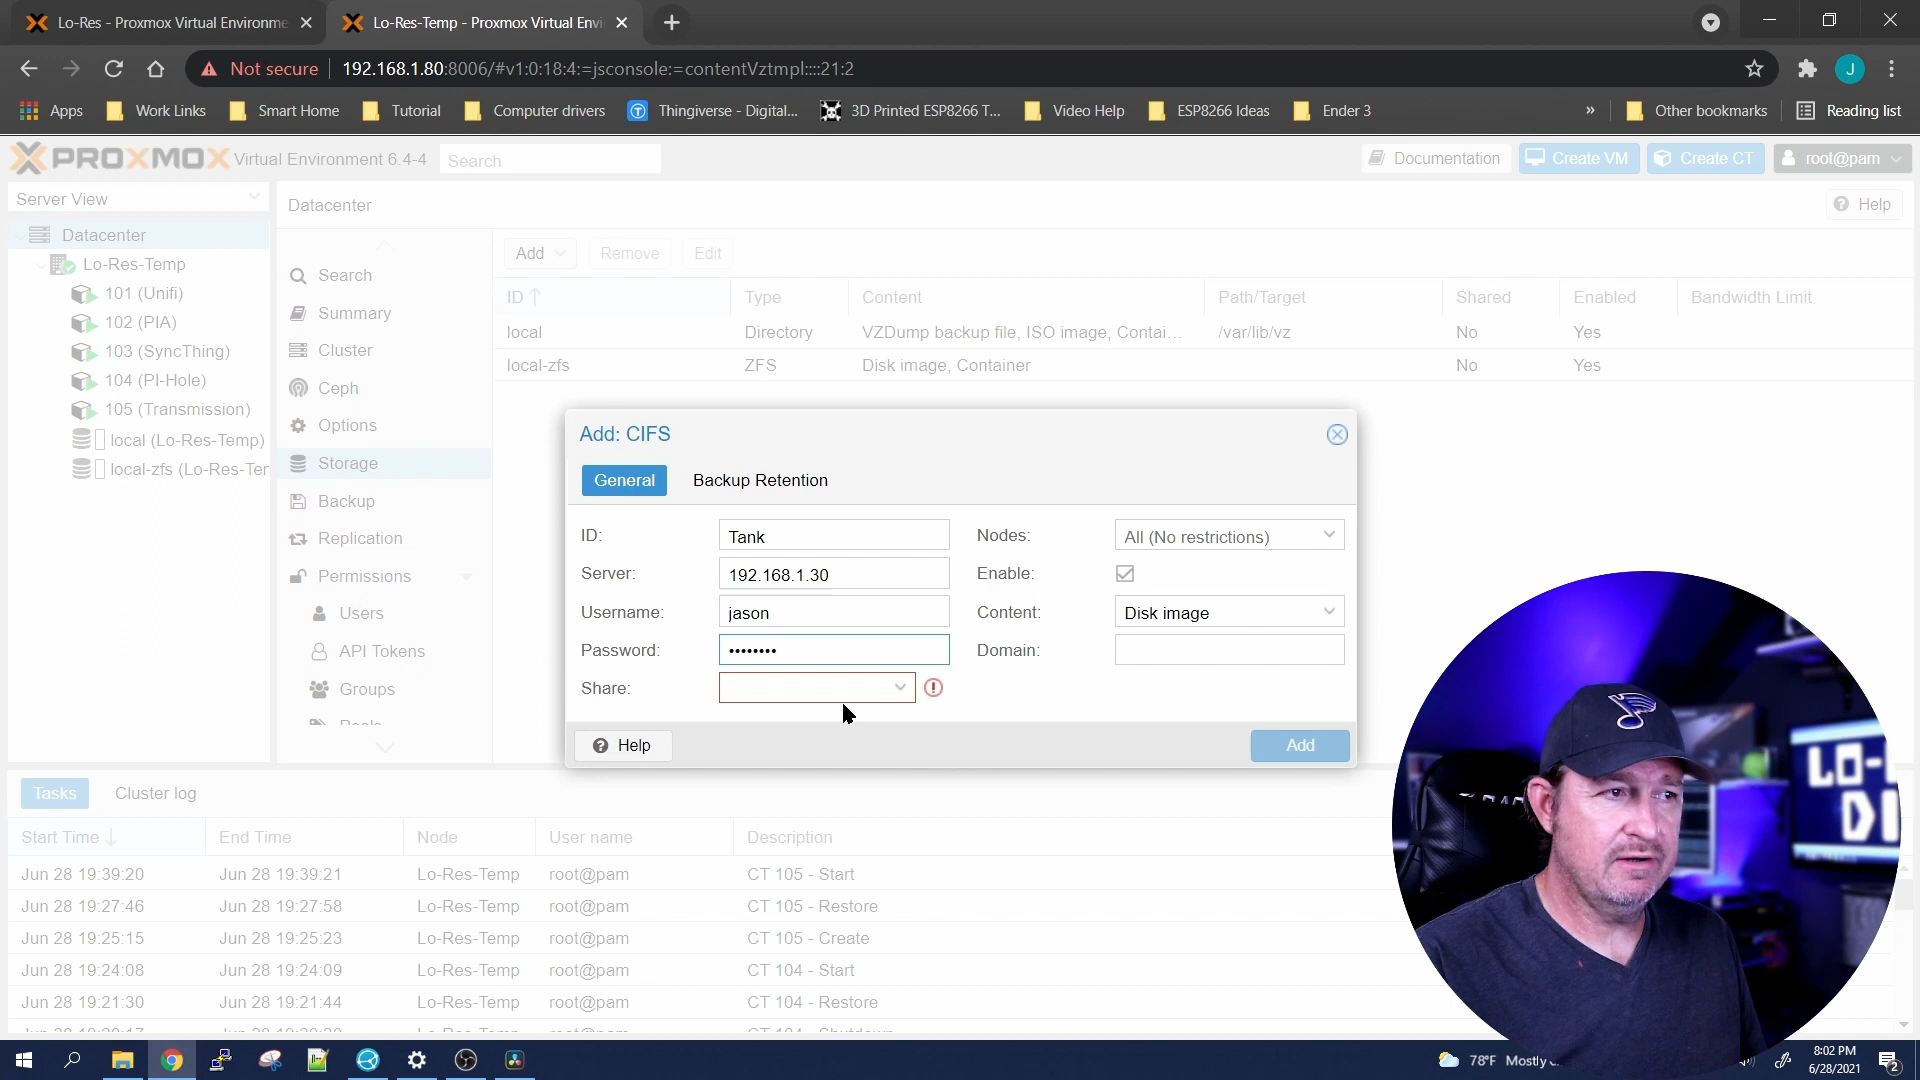 Lo-Res - Proxmox Virtual Environme
Lo-Res-Temp - Proxmox Virtual Envi
Not secure
192.168.1.80:8006/#v1:0:18:4:=jsconsole:=contentVztmpl::::21:2
J
Apps
Work Links
Smart Home
Tutorial
Computer drivers
Thingiverse - Digital...
3D Printed ESP8266 T...
Video Help
ESP8266 Ideas
Ender 3
»
Other bookmarks
Reading list
PROXMOX
Virtual Environment 6.4-4
Search
Documentation
Create VM
Create CT
root@pam
Server View
Datacenter
Lo-Res-Temp
101 (Unifi)
102 (PIA)
103 (SyncThing)
104 (PI-Hole)
105 (Transmission)
local (Lo-Res-Temp)
local-zfs (Lo-Res-Ter
Datacenter
Help
Search
Summary
Cluster
Ceph
Options
Storage
Backup
Replication
Permissions
Users
API Tokens
Groups
Add
Remove
Edit
ID Type Content Path/Target Shared Enabled Bandwidth Limit
local Directory VZDump backup file, ISO image, Contai... /var/lib/vz No Yes
local-zfs ZFS Disk image, Container No Yes
Add: CIFS
General
Backup Retention
ID: Tank
Server: 192.168.1.30
Username: jason
Password: ••••••••
Share:
Nodes: All (No restrictions)
Enable:
Content: Disk image
Domain:
Help
Add
Tasks
Cluster log
Start Time End Time Node User name Description
Jun 28 19:39:20 Jun 28 19:39:21 Lo-Res-Temp root@pam CT 105 - Start
Jun 28 19:27:46 Jun 28 19:27:58 Lo-Res-Temp root@pam CT 105 - Restore
Jun 28 19:25:15 Jun 28 19:25:23 Lo-Res-Temp root@pam CT 105 - Create
Jun 28 19:24:08 Jun 28 19:24:09 Lo-Res-Temp root@pam CT 104 - Start
Jun 28 19:21:30 Jun 28 19:21:44 Lo-Res-Temp root@pam CT 104 - Restore
78°F Mostly
8:02 PM
6/28/2021
2